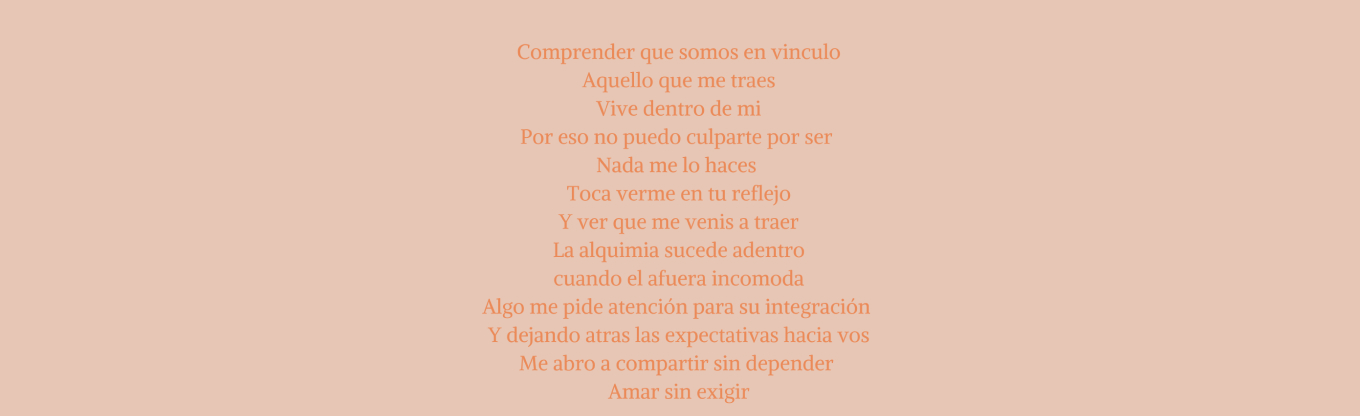 Comprender que somos en vinculo
Aquello que me traes
Vive dentro de mi
Por eso no puedo culparte por ser
Nada me lo haces
Toca verme en tu reflejo
Y ver que me venis a traer
La alquimia sucede adentro
cuando el afuera incomoda
Algo me pide atención para su integración
Y dejando atras las expectativas hacia vos
Me abro a compartir sin depender
Amar sin exigir